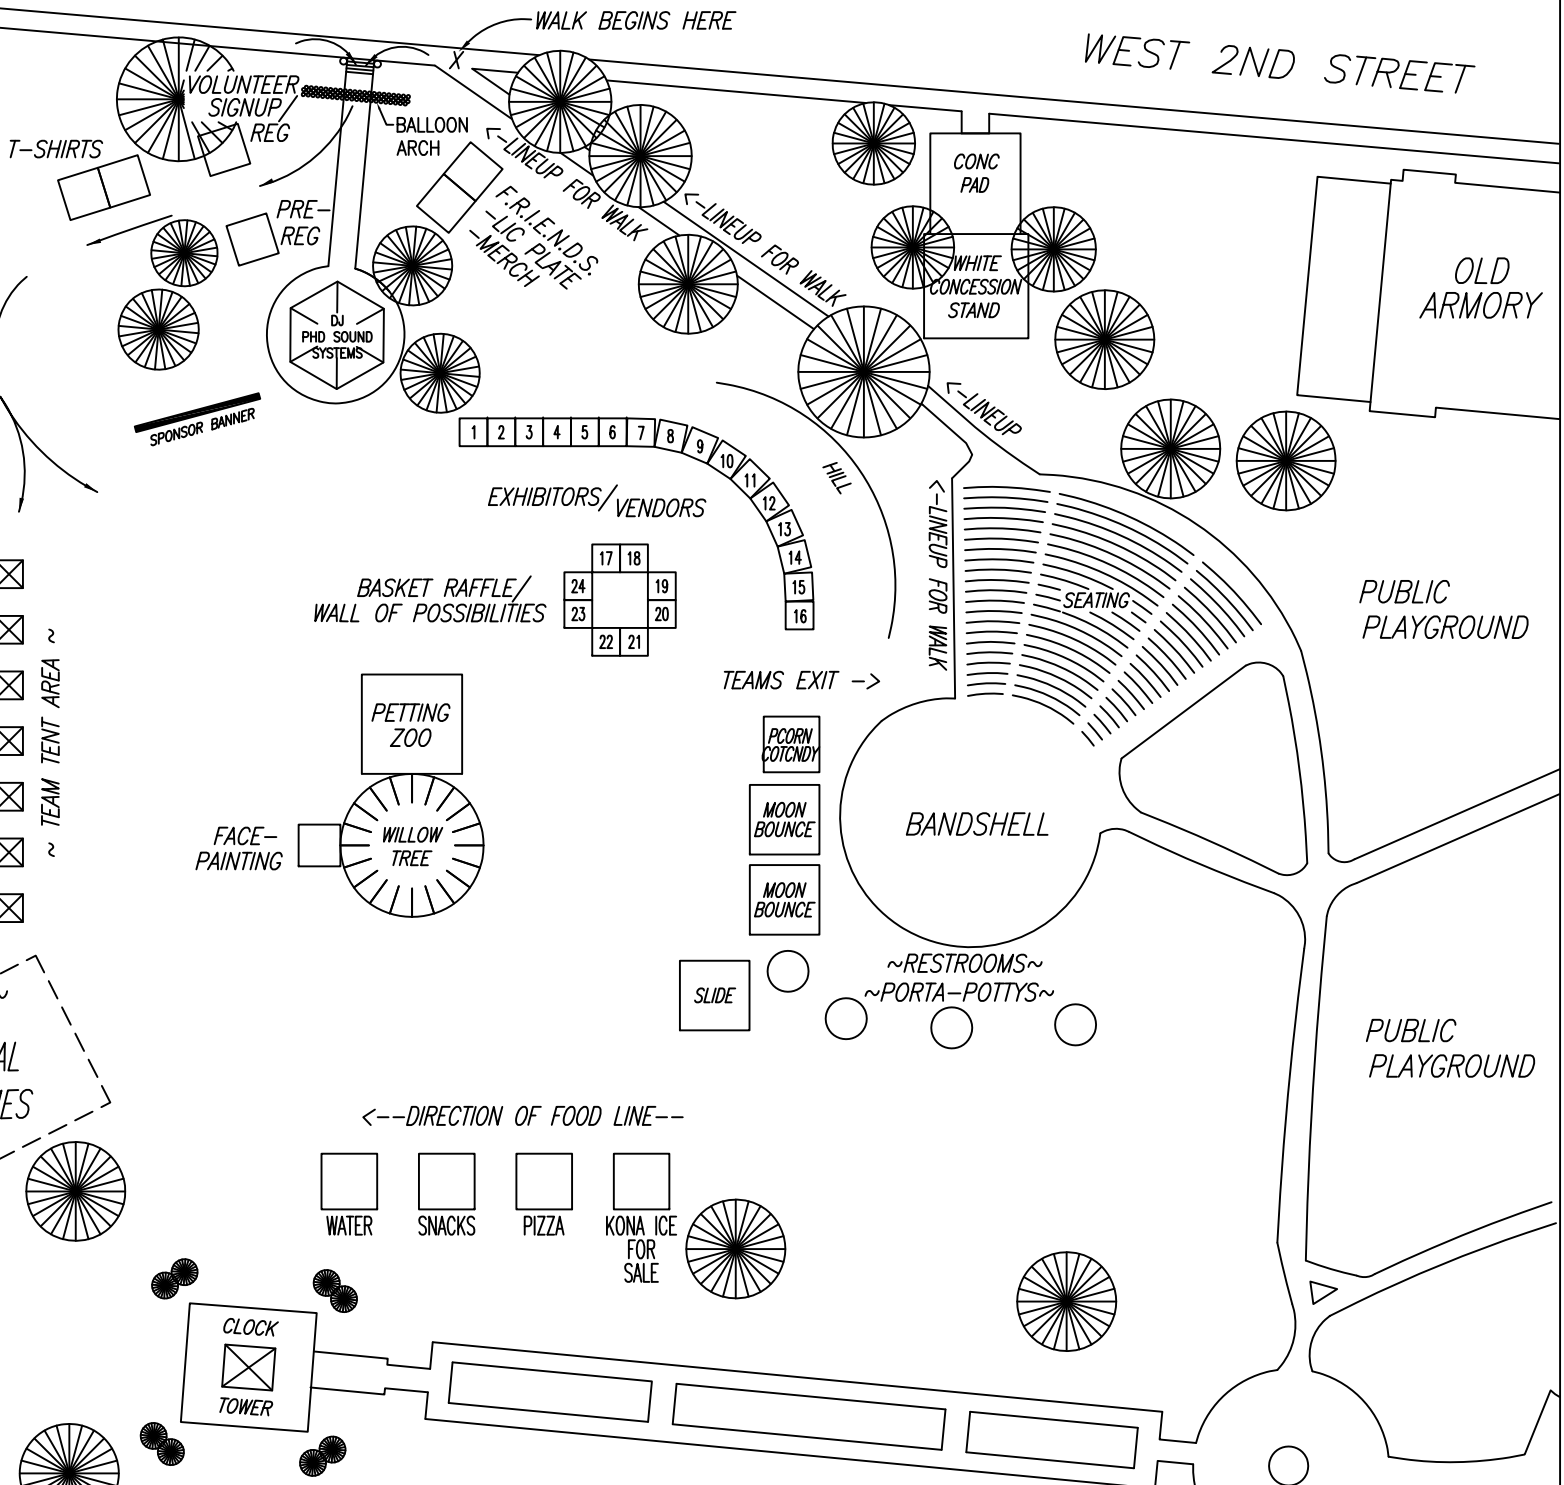 WALK BEGINS HERE
X
WEST 2ND STREET
VOLUNTEER
SIGNUP/
REG
BALLOON
ARCH
T-SHIRTS
PRE-
REG
F.R.I.E.N.D.S.
-LIC PLATE
-MERCH
<-LINEUP FOR WALK
<-LINEUP FOR WALK
CONC
PAD
WHITE
CONCESSION
STAND
OLD
ARMORY
DJ
PHD SOUND
SYSTEMS
SPONSOR BANNER
<-LINEUP
1 2 3 4 5 6 7 8 9 10 11 12 13 14 15 16
HILL
EXHIBITORS/VENDORS
<-LINEUP FOR WALK
SEATING
17 18
24 19
23 20
22 21
BASKET RAFFLE/
WALL OF POSSIBILITIES
PUBLIC
PLAYGROUND
~ TEAM TENT AREA ~
TEAMS EXIT ->
PETTING
ZOO
PCORN
COTCNDY
MOON
BOUNCE
BANDSHELL
FACE-
PAINTING
WILLOW
TREE
MOON
BOUNCE
~RESTROOMS~
~PORTA-POTTYS~
SLIDE
~
AL
IES
PUBLIC
PLAYGROUND
<--DIRECTION OF FOOD LINE--
WATER
SNACKS
PIZZA
KONA ICE
FOR
SALE
CLOCK
TOWER